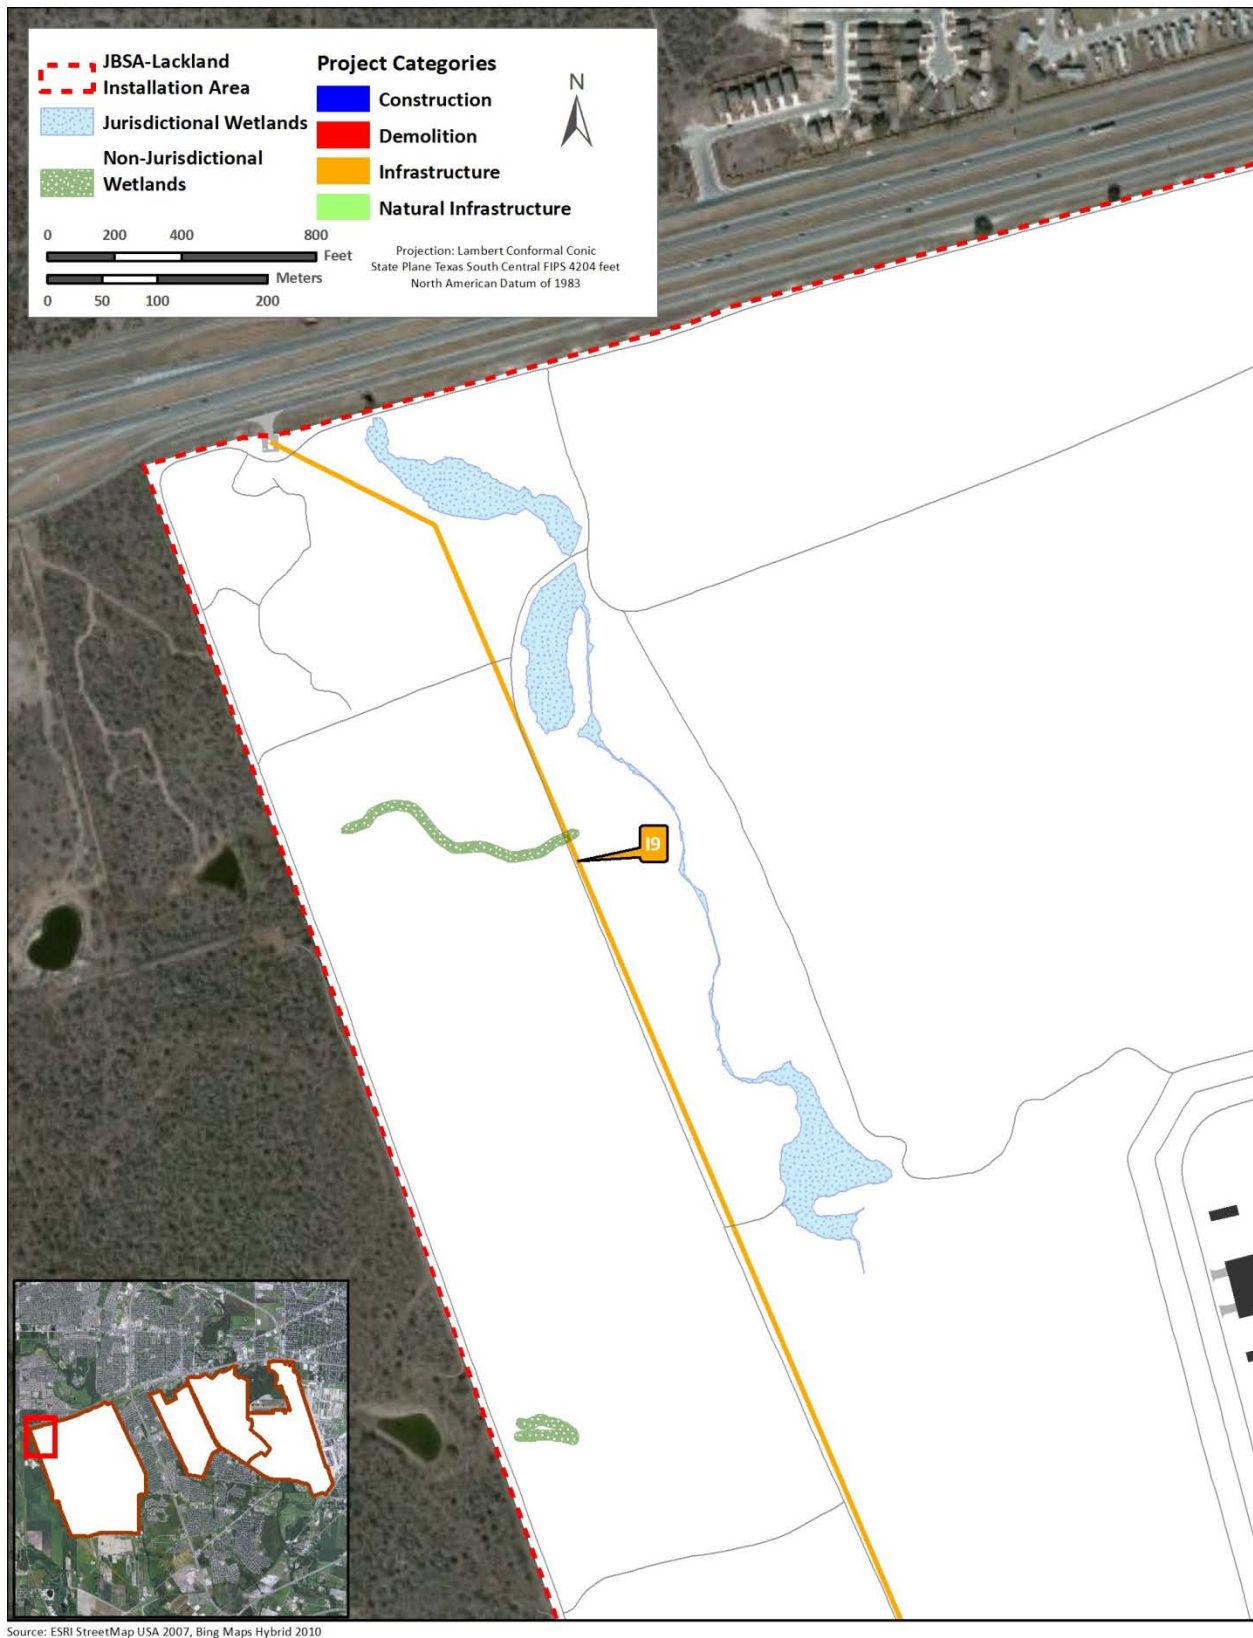 JBSA-Lackland
Installation Area
Jurisdictional Wetlands
Non-Jurisdictional
Wetlands
Project Categories
Construction
Demolition
Infrastructure
Natural Infrastructure
N
0 200 400 800
Feet
Meters
0 50 100 200
Projection: Lambert Conformal Conic
State Plane Texas South Central FIPS 4204 feet
North American Datum of 1983
I9
Source: ESRI StreetMap USA 2007, Bing Maps Hybrid 2010